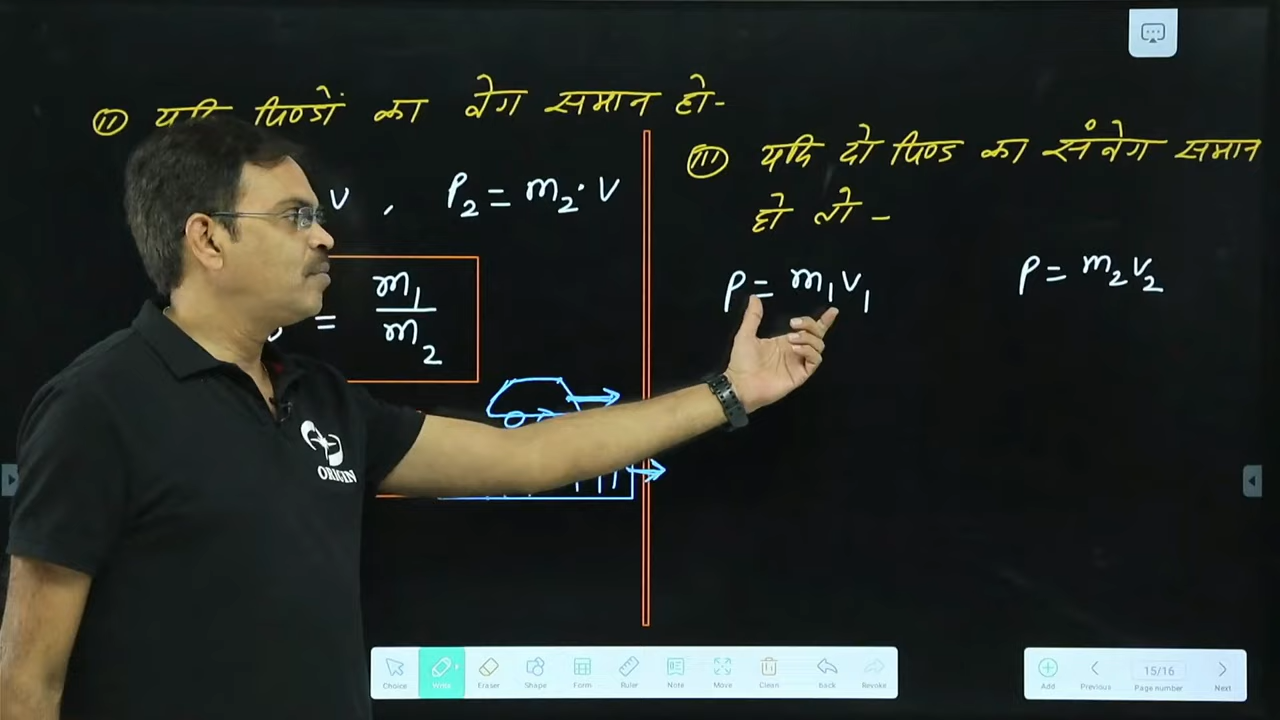 (ii) यदि पिण्डों का वेग समान हो-
v , P₂ = m₂. v
= m₁/m₂
(iii) यदि दो पिण्ड का संवेग समान
हो तो -
P = m₁v₁ P = m₂v₂
ORIGIN
Choice Write Eraser Shape Form Ruler Note Move Clean back Revoke
Add Previous 15/16 Page number Next